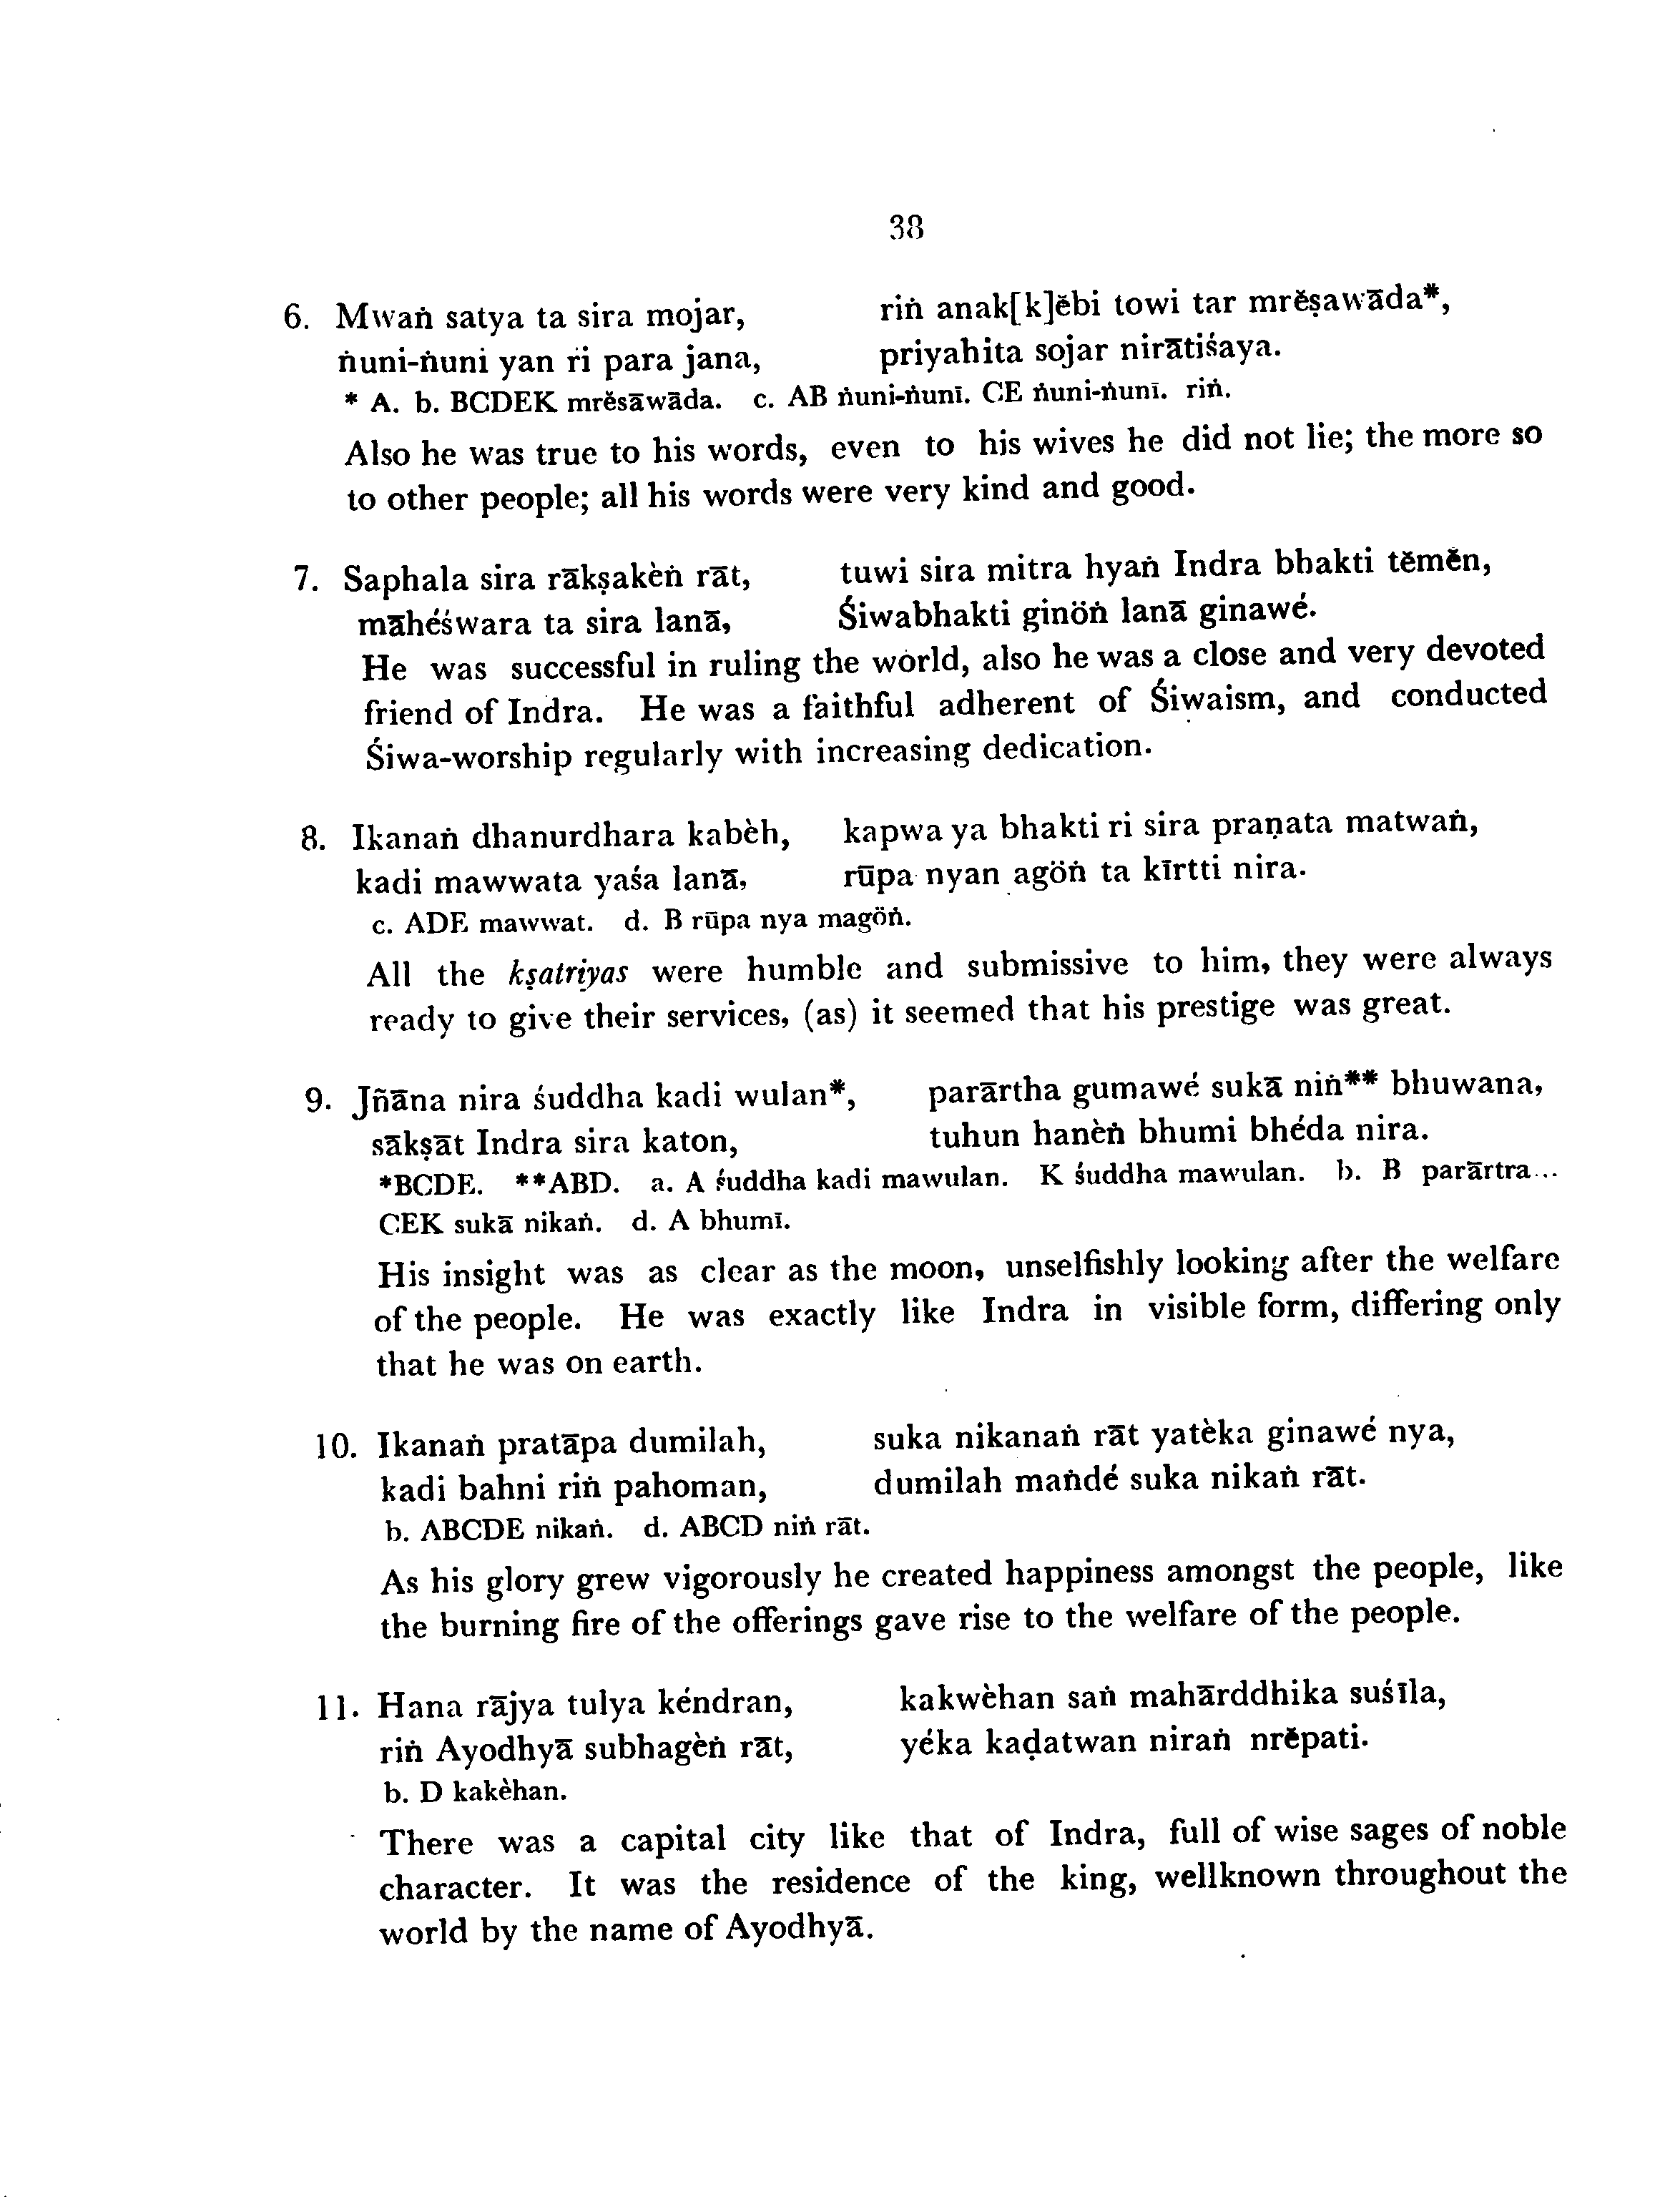 38
6. Mwaṅ satya ta sira mojar, riṅ anak[k]ĕbi towi tar mrĕṣawāda*,
ṅuni-ṅuni yan ri para jana, priyahita sojar nirātiśaya.
* A. b. BCDEK mrĕsāwāda. c. AB ṅuni-ṅunī. CE ṅuni-ṅunī. riṅ.
Also he was true to his words, even to his wives he did not lie; the more so
to other people; all his words were very kind and good.
7. Saphala sira rākṣakèṅ rāt, tuwi sira mitra hyaṅ Indra bhakti tĕmĕn,
māhéśwara ta sira lanā, Śiwabhakti ginöṅ lanā ginawé.
He was successful in ruling the world, also he was a close and very devoted
friend of Indra. He was a faithful adherent of Śiwaism, and conducted
Śiwa-worship regularly with increasing dedication.
8. Ikanaṅ dhanurdhara kabèh, kapwa ya bhakti ri sira praṇata matwaṅ,
kadi mawwata yaśa lanā, rūpa nyan agöṅ ta kīrtti nira.
c. ADE mawwat. d. B rūpa nya magöṅ.
All the kṣatriyas were humble and submissive to him, they were always
ready to give their services, (as) it seemed that his prestige was great.
9. Jñāna nira śuddha kadi wulan*, parārtha gumawé sukā niṅ** bhuwana,
sākṣāt Indra sira katon, tuhun hanèṅ bhumi bhéda nira.
*BCDE. **ABD. a. A śuddha kadi mawulan. K śuddha mawulan. b. B parārtra...
CEK sukā nikaṅ. d. A bhumī.
His insight was as clear as the moon, unselfishly looking after the welfare
of the people. He was exactly like Indra in visible form, differing only
that he was on earth.
10. Ikanaṅ pratāpa dumilah, suka nikanaṅ rāt yatèka ginawé nya,
kadi bahni riṅ pahoman, dumilah maṅdé suka nikaṅ rāt.
b. ABCDE nikaṅ. d. ABCD niṅ rāt.
As his glory grew vigorously he created happiness amongst the people, like
the burning fire of the offerings gave rise to the welfare of the people.
11. Hana rājya tulya kéndran, kakwèhan saṅ mahārddhika suśīla,
riṅ Ayodhyā subhagèṅ rāt, yéka kaḍatwan niraṅ nrĕpati.
b. D kakèhan.
There was a capital city like that of Indra, full of wise sages of noble
character. It was the residence of the king, wellknown throughout the
world by the name of Ayodhyā.